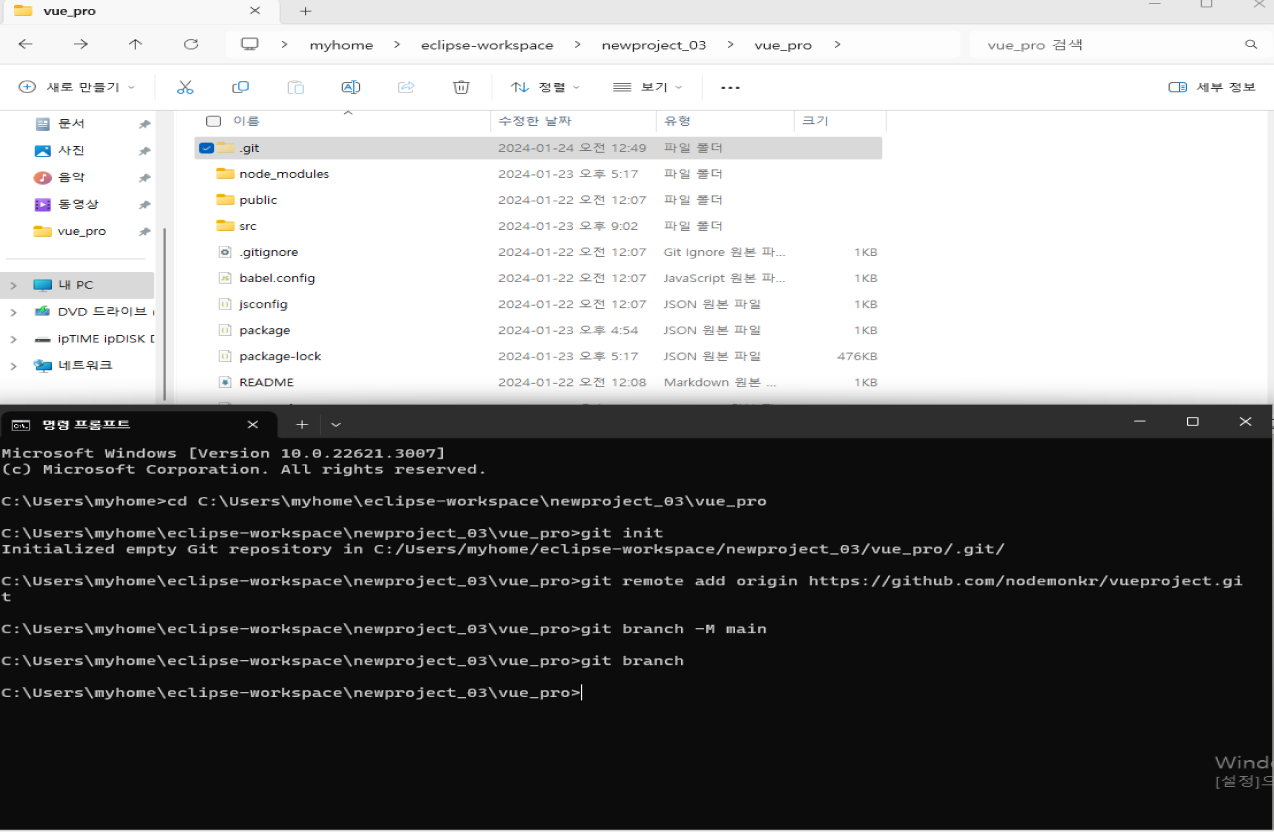 vue_pro
myhome > eclipse-workspace > newproject_03 > vue_pro >
vue_pro 검색
새로 만들기
정렬
보기
세부 정보
이름 수정한 날짜 유형 크기
문서
사진
음악
동영상
vue_pro
내 PC
DVD 드라이브
ipTIME ipDISK
네트워크
.git 2024-01-24 오전 12:49 파일 폴더
node_modules 2024-01-23 오후 5:17 파일 폴더
public 2024-01-22 오전 12:07 파일 폴더
src 2024-01-23 오후 9:02 파일 폴더
.gitignore 2024-01-22 오전 12:07 Git Ignore 원본 파... 1KB
babel.config 2024-01-22 오전 12:07 JavaScript 원본 파... 1KB
jsconfig 2024-01-22 오전 12:07 JSON 원본 파일 1KB
package 2024-01-23 오후 4:54 JSON 원본 파일 1KB
package-lock 2024-01-23 오후 5:17 JSON 원본 파일 476KB
README 2024-01-22 오전 12:08 Markdown 원본 ... 1KB
명령 프롬프트
Microsoft Windows [Version 10.0.22621.3007]
(c) Microsoft Corporation. All rights reserved.
C:\Users\myhome>cd C:\Users\myhome\eclipse-workspace\newproject_03\vue_pro
C:\Users\myhome\eclipse-workspace\newproject_03\vue_pro>git init
Initialized empty Git repository in C:/Users/myhome/eclipse-workspace/newproject_03/vue_pro/.git/
C:\Users\myhome\eclipse-workspace\newproject_03\vue_pro>git remote add origin https://github.com/nodemonkr/vueproject.gi
t
C:\Users\myhome\eclipse-workspace\newproject_03\vue_pro>git branch -M main
C:\Users\myhome\eclipse-workspace\newproject_03\vue_pro>git branch
C:\Users\myhome\eclipse-workspace\newproject_03\vue_pro>
Wind
[설정]으